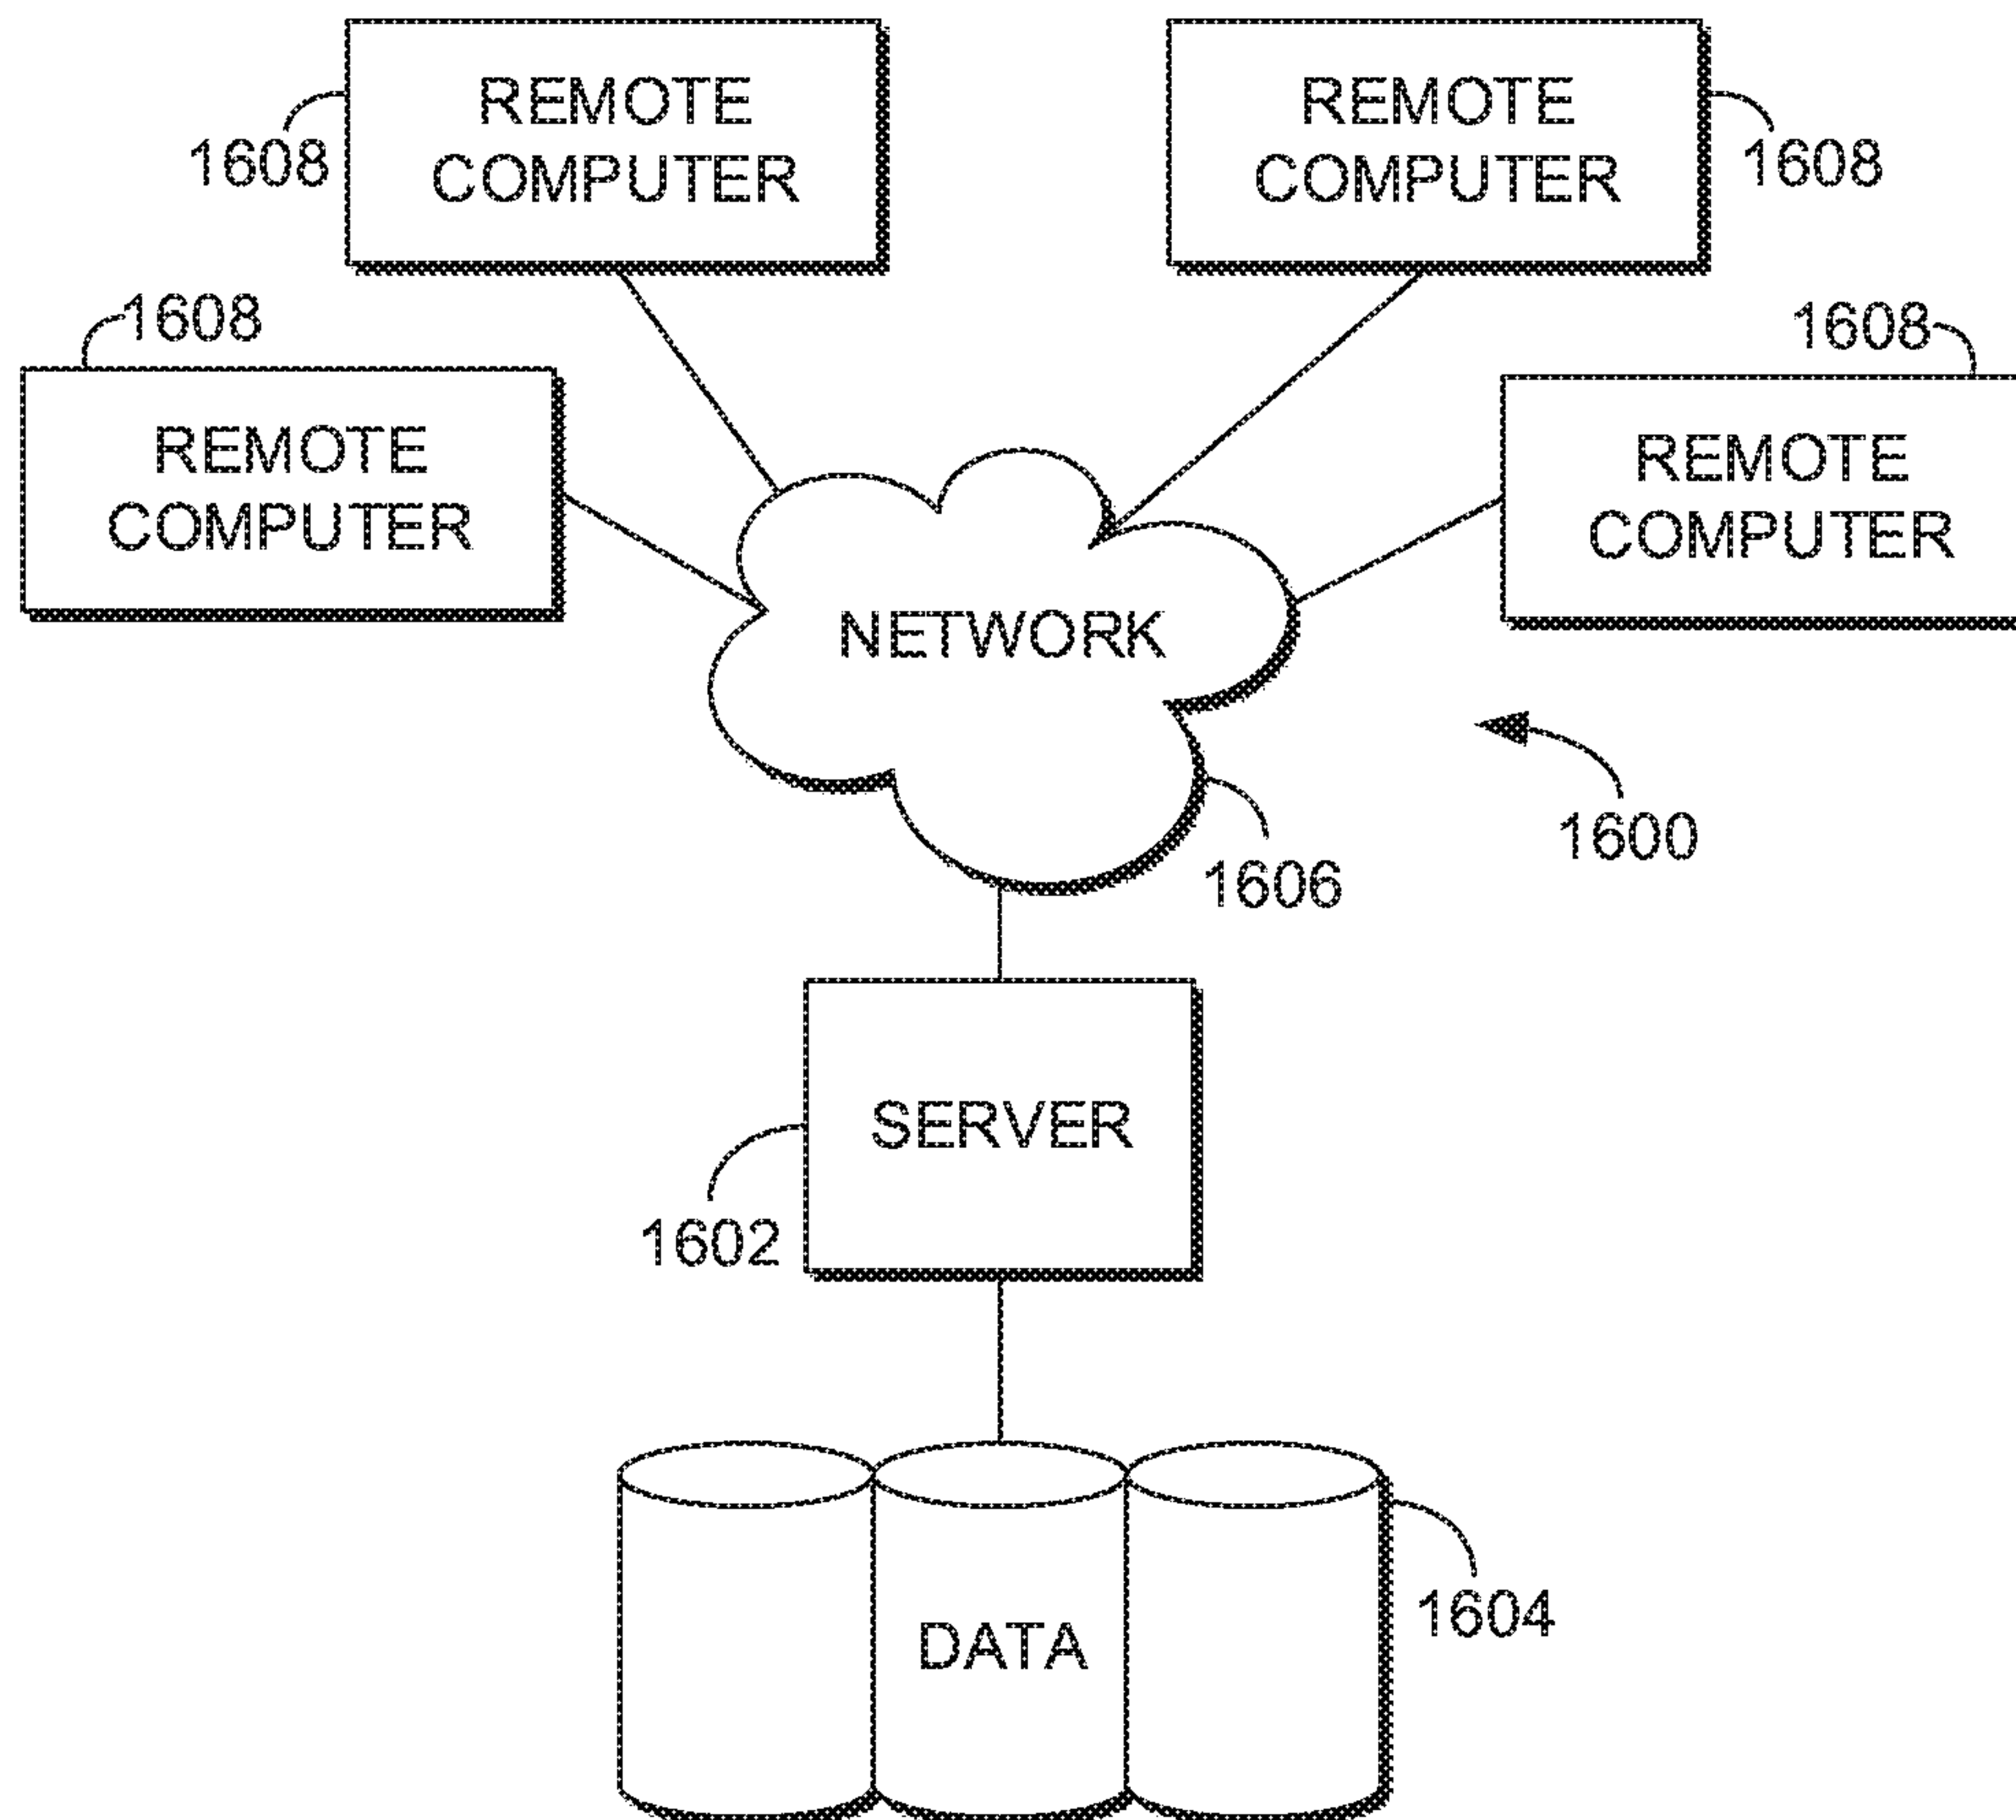 REMOTE
COMPUTER
1608
REMOTE
COMPUTER
1608
1608
REMOTE
COMPUTER
1608
REMOTE
COMPUTER
NETWORK
1600
1606
SERVER
1602
1604
DATA